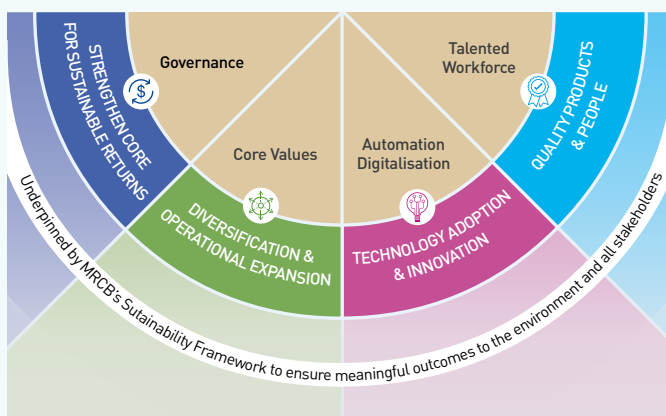 Governance
Talented
Workforce
Core Values
Automation
Digitalisation
STRENGTHEN CORE
FOR SUSTAINABLE RETURNS
$
DIVERSIFICATION &
OPERATIONAL EXPANSION
TECHNOLOGY ADOPTION
& INNOVATION
QUALITY PRODUCTS
& PEOPLE
Underpinned by MRCB's Sutainability Framework to ensure meaningful outcomes to the environment and all stakeholders